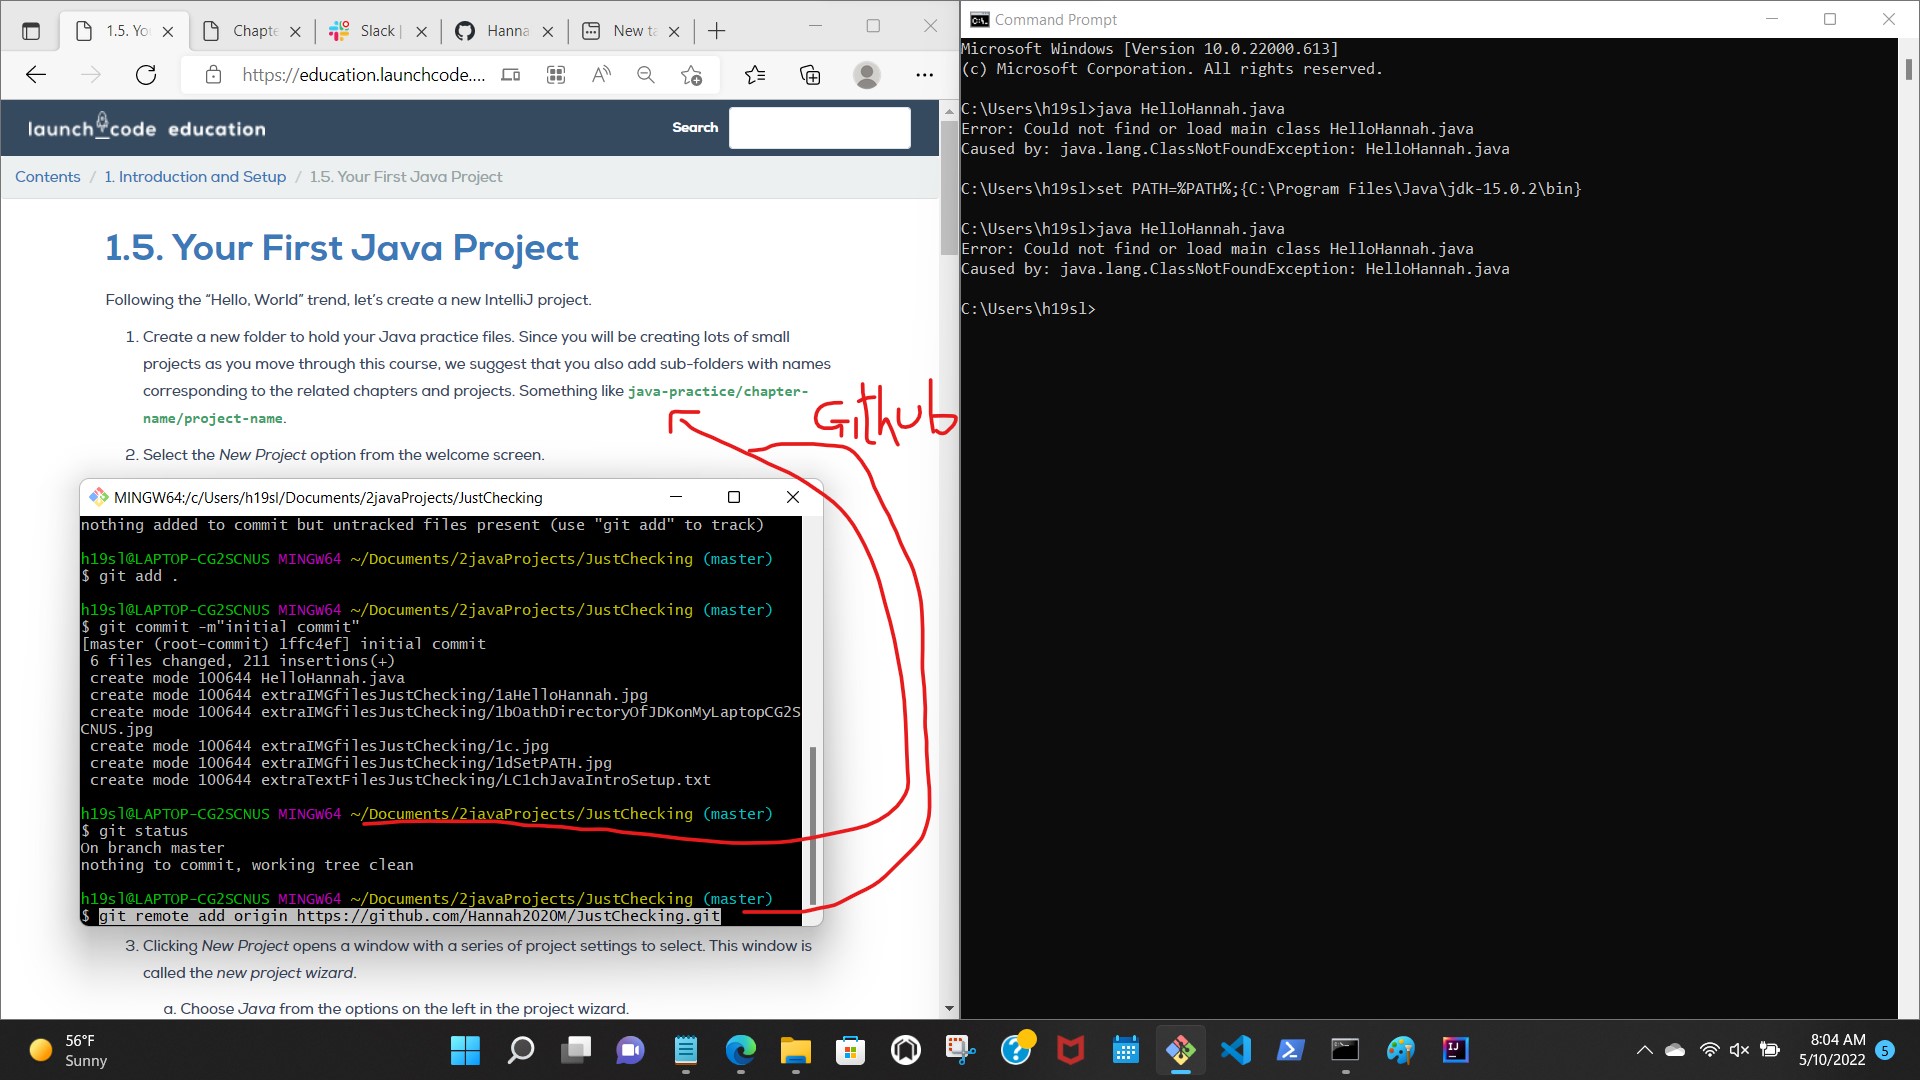 1.5. Yo
Chapte
Slack |
Hanna
New ta
https://education.launchcode....
launch code education
Search
Contents / 1. Introduction and Setup / 1.5. Your First Java Project
1.5. Your First Java Project
Following the “Hello, World” trend, let’s create a new IntelliJ project.
1. Create a new folder to hold your Java practice files. Since you will be creating lots of small
projects as you move through this course, we suggest that you also add sub-folders with names
corresponding to the related chapters and projects. Something like java-practice/chapter-
name/project-name.
Github
2. Select the New Project option from the welcome screen.
MINGW64:/c/Users/h19sl/Documents/2javaProjects/JustChecking
nothing added to commit but untracked files present (use "git add" to track)
h19sl@LAPTOP-CG2SCNUS MINGW64 ~/Documents/2javaProjects/JustChecking (master)
$ git add .
h19sl@LAPTOP-CG2SCNUS MINGW64 ~/Documents/2javaProjects/JustChecking (master)
$ git commit -m"initial commit"
[master (root-commit) 1ffc4ef] initial commit
6 files changed, 211 insertions(+)
create mode 100644 HelloHannah.java
create mode 100644 extraIMGfilesJustChecking/1aHelloHannah.jpg
create mode 100644 extraIMGfilesJustChecking/1bOathDirectoryOfJDKonMyLaptopCG2S
CNUS.jpg
create mode 100644 extraIMGfilesJustChecking/1c.jpg
create mode 100644 extraIMGfilesJustChecking/1dSetPATH.jpg
create mode 100644 extraTextFilesJustChecking/LC1chJavaIntroSetup.txt
h19sl@LAPTOP-CG2SCNUS MINGW64 ~/Documents/2javaProjects/JustChecking (master)
$ git status
On branch master
nothing to commit, working tree clean
h19sl@LAPTOP-CG2SCNUS MINGW64 ~/Documents/2javaProjects/JustChecking (master)
$ git remote add origin https://github.com/Hannah2020M/JustChecking.git
3. Clicking New Project opens a window with a series of project settings to select. This window is
called the new project wizard.
a. Choose Java from the options on the left in the project wizard.
Command Prompt
Microsoft Windows [Version 10.0.22000.613]
(c) Microsoft Corporation. All rights reserved.
C:\Users\h19sl>java HelloHannah.java
Error: Could not find or load main class HelloHannah.java
Caused by: java.lang.ClassNotFoundException: HelloHannah.java
C:\Users\h19sl>set PATH=%PATH%;{C:\Program Files\Java\jdk-15.0.2\bin}
C:\Users\h19sl>java HelloHannah.java
Error: Could not find or load main class HelloHannah.java
Caused by: java.lang.ClassNotFoundException: HelloHannah.java
C:\Users\h19sl>
56°F
Sunny
8:04 AM
5/10/2022
5